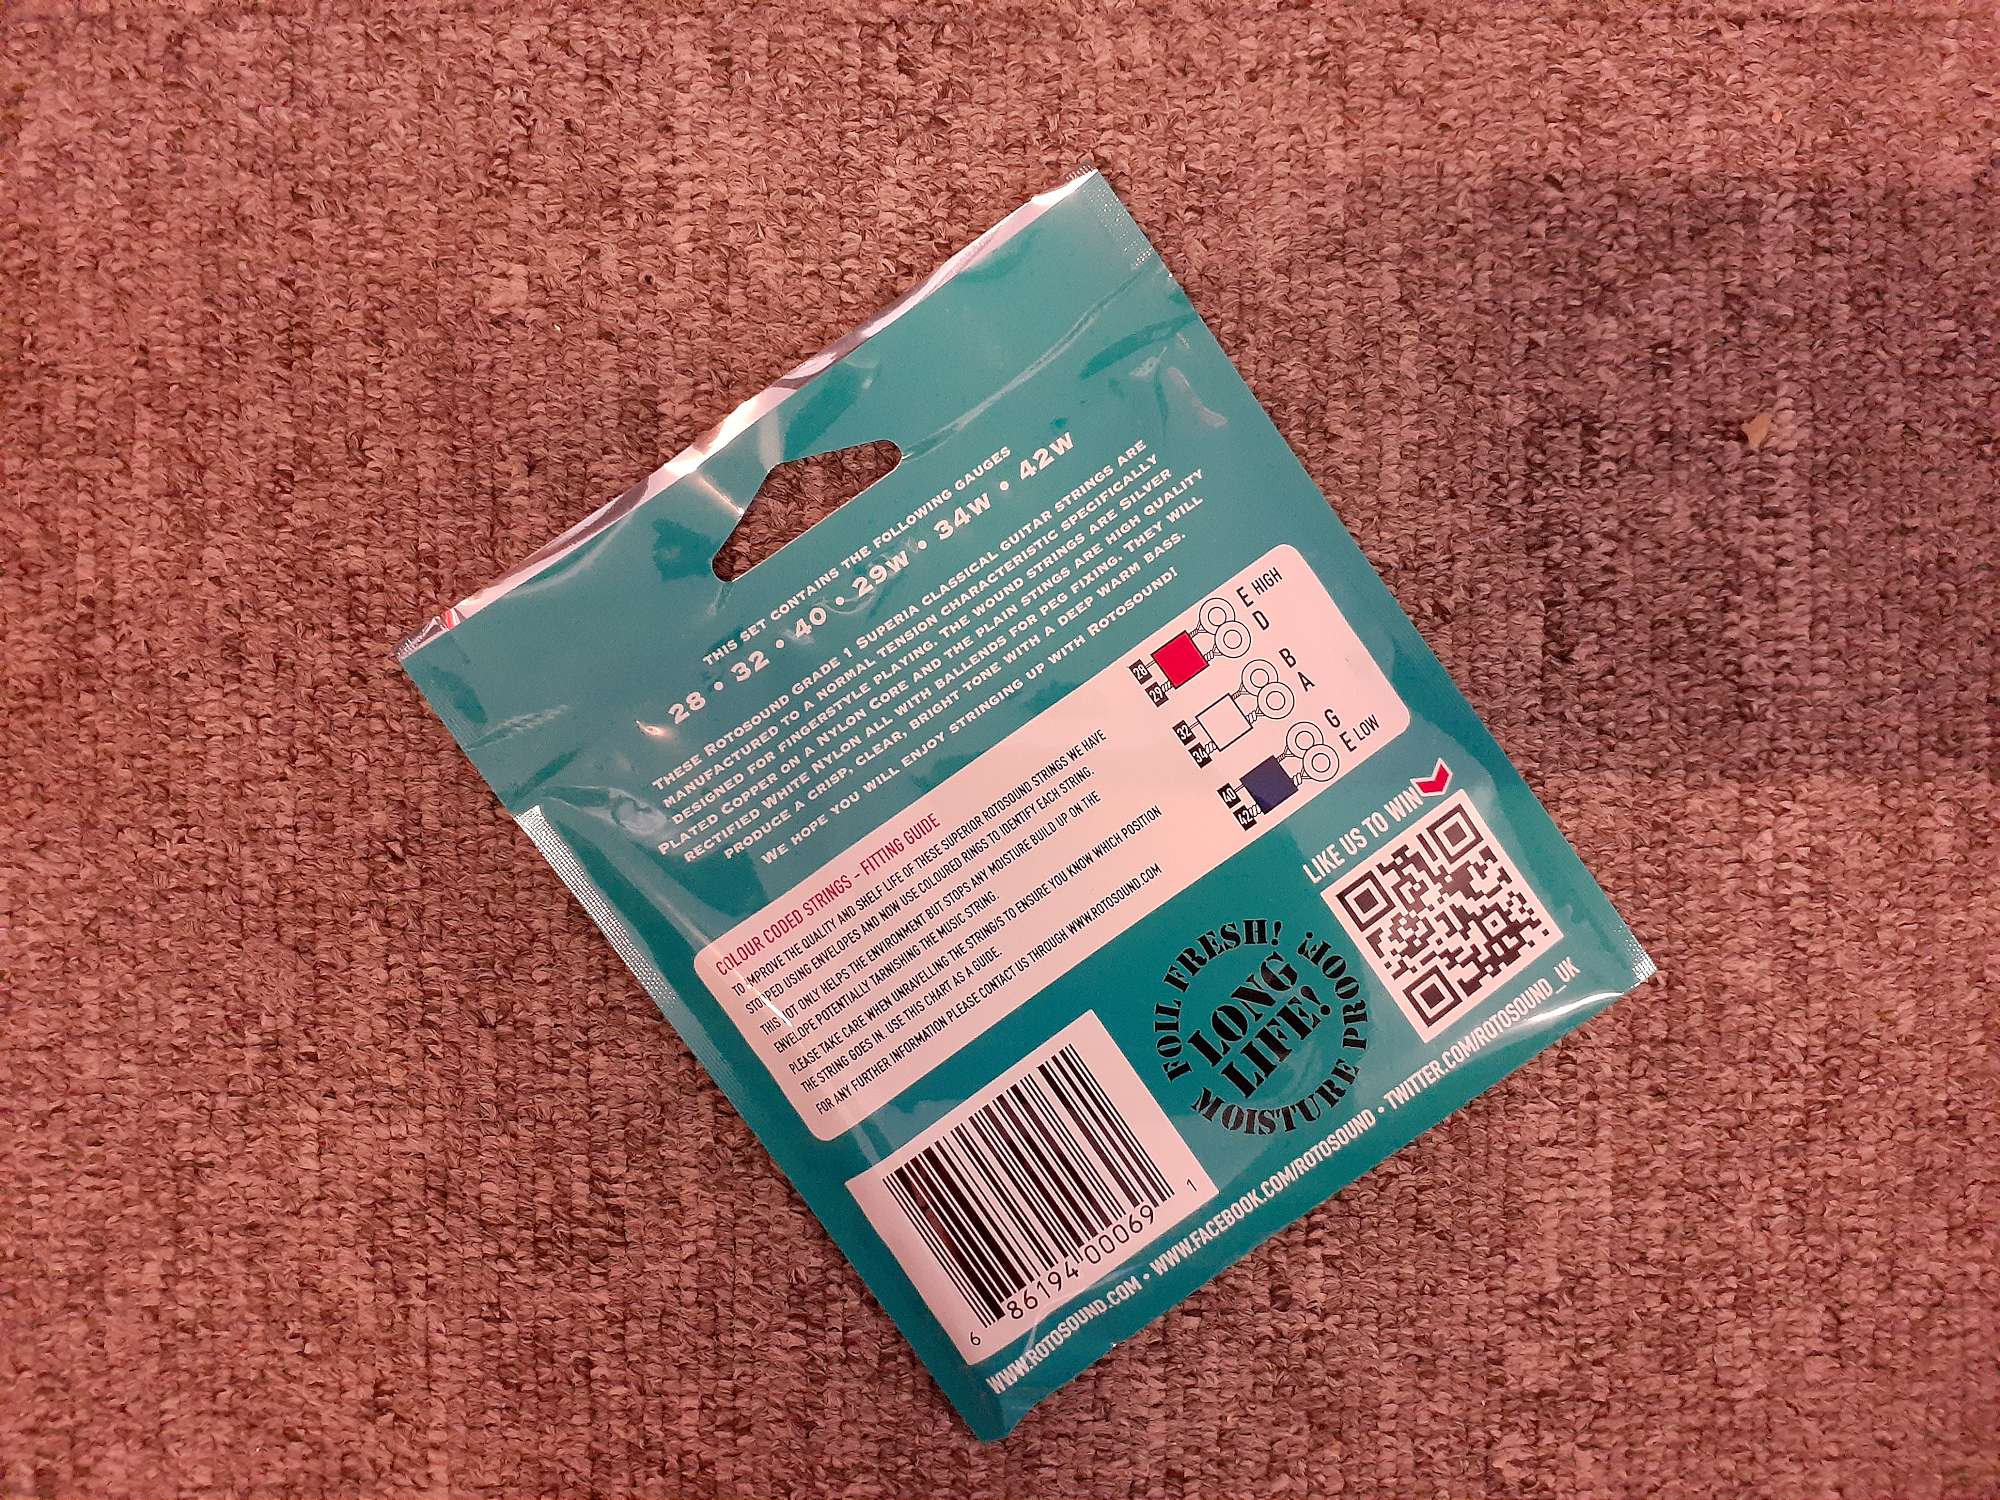 THIS SET CONTAINS THE FOLLOWING GAUGES
28 • 32 • 40 • 29W • 34W • 42W
THESE ROTOSOUND GRADE 1 SUPERIA CLASSICAL GUITAR STRINGS ARE
MANUFACTURED TO A NORMAL TENSION CHARACTERISTIC SPECIFICALLY
DESIGNED FOR FINGERSTYLE PLAYING. THE WOUND STRINGS ARE SILVER
PLATED COPPER ON A NYLON CORE AND THE PLAIN STINGS ARE HIGH QUALITY
RECTIFIED WHITE NYLON ALL WITH BALLENDS FOR PEG FIXING. THEY WILL
PRODUCE A CRISP, CLEAR, BRIGHT TONE WITH A DEEP WARM BASS.
WE HOPE YOU WILL ENJOY STRINGING UP WITH ROTOSOUND!
COLOUR CODED STRINGS – FITTING GUIDE
TO IMPROVE THE QUALITY AND SHELF LIFE OF THESE SUPERIOR ROTOSOUND STRINGS WE HAVE
STOPPED USING ENVELOPES AND NOW USE COLOURED RINGS TO IDENTIFY EACH STRING.
THIS NOT ONLY HELPS THE ENVIRONMENT BUT STOPS ANY MOISTURE BUILD UP ON THE
ENVELOPE POTENTIALLY TARNISHING THE MUSIC STRING.
PLEASE TAKE CARE WHEN UNRAVELLING THE STRING/S TO ENSURE YOU KNOW WHICH POSITION
THE STRING GOES IN. USE THIS CHART AS A GUIDE.
FOR ANY FURTHER INFORMATION PLEASE CONTACT US THROUGH WWW.ROTOSOUND.COM
28 E HIGH
29W D
32 B
34W A
40 G
42W E LOW
LIKE US TO WIN
FOIL FRESH!
LONG
LIFE!
MOISTURE PROOF!
6 86194 00069 1
WWW.ROTOSOUND.COM • WWW.FACEBOOK.COM/ROTOSOUND • TWITTER.COM/ROTOSOUND_UK